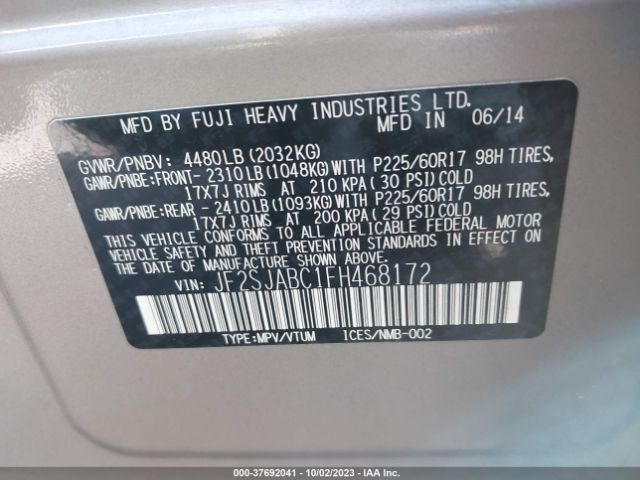 MFD BY FUJI HEAVY INDUSTRIES LTD.
MFD IN 06/14
GVWR/PNBV: 4480LB(2032KG)
GAWR/PNBE:FRONT- 2310LB(1048KG)WITH P225/60R17 98H TIRES,
17X7J RIMS AT 210 KPA( 30 PSI)COLD
GAWR/PNBE:REAR - 2410LB(1093KG)WITH P225/60R17 98H TIRES,
17X7J RIMS AT 200 KPA( 29 PSI)COLD
THIS VEHICLE CONFORMS TO ALL APPLICABLE FEDERAL MOTOR
VEHICLE SAFETY AND THEFT PREVENTION STANDARDS IN EFFECT
ON THE DATE OF MANUFACTURE SHOWN ABOVE.
VIN: JF2SJABC1FH468172
TYPE:MPV/VTUM ICES/NMB-002
000-37692041 - 10/02/2023 - IAAI.COM